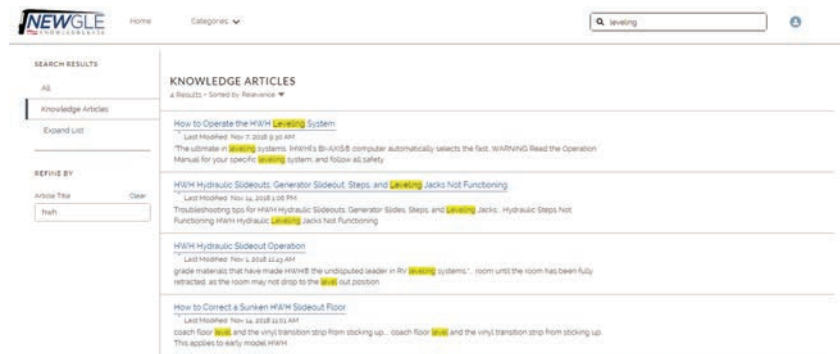 NEWGLE
KNOWLEDGEBASE
Home
Categories
leveling
SEARCH RESULTS
All
Knowledge Articles
Expand List
REFINE BY
Article Title Clear
hwh
KNOWLEDGE ARTICLES
4 Results • Sorted by Relevance
How to Operate the HWH Leveling System
Last Modified Nov 7, 2018 9:30 AM
"The ultimate in leveling systems. HWH®'s BI-AXIS® computer automatically selects the fast. WARNING Read the Operation
Manual for your specific leveling system, and follow all safety
HWH Hydraulic Slideouts, Generator Slideout, Steps, and Leveling Jacks Not Functioning
Last Modified Nov 14, 2018 1:06 PM
Troubleshooting tips for HWH Hydraulic Slideouts, Generator Slides, Steps, and Leveling Jacks... Hydraulic Steps Not
Functioning HWH Hydraulic Leveling Jacks Not Functioning
HWH Hydraulic Slideout Operation
Last Modified Nov 1, 2018 11:43 AM
grade materials that have made HWH® the undisputed leader in RV leveling systems."... room until the room has been fully
retracted, as the room may not drop to the level out position
How to Correct a Sunken HWH Slideout Floor
Last Modified Nov 14, 2018 11:01 AM
coach floor level and the vinyl transition strip from sticking up... coach floor level and the vinyl transition strip from sticking up.
This applies to early model HWH